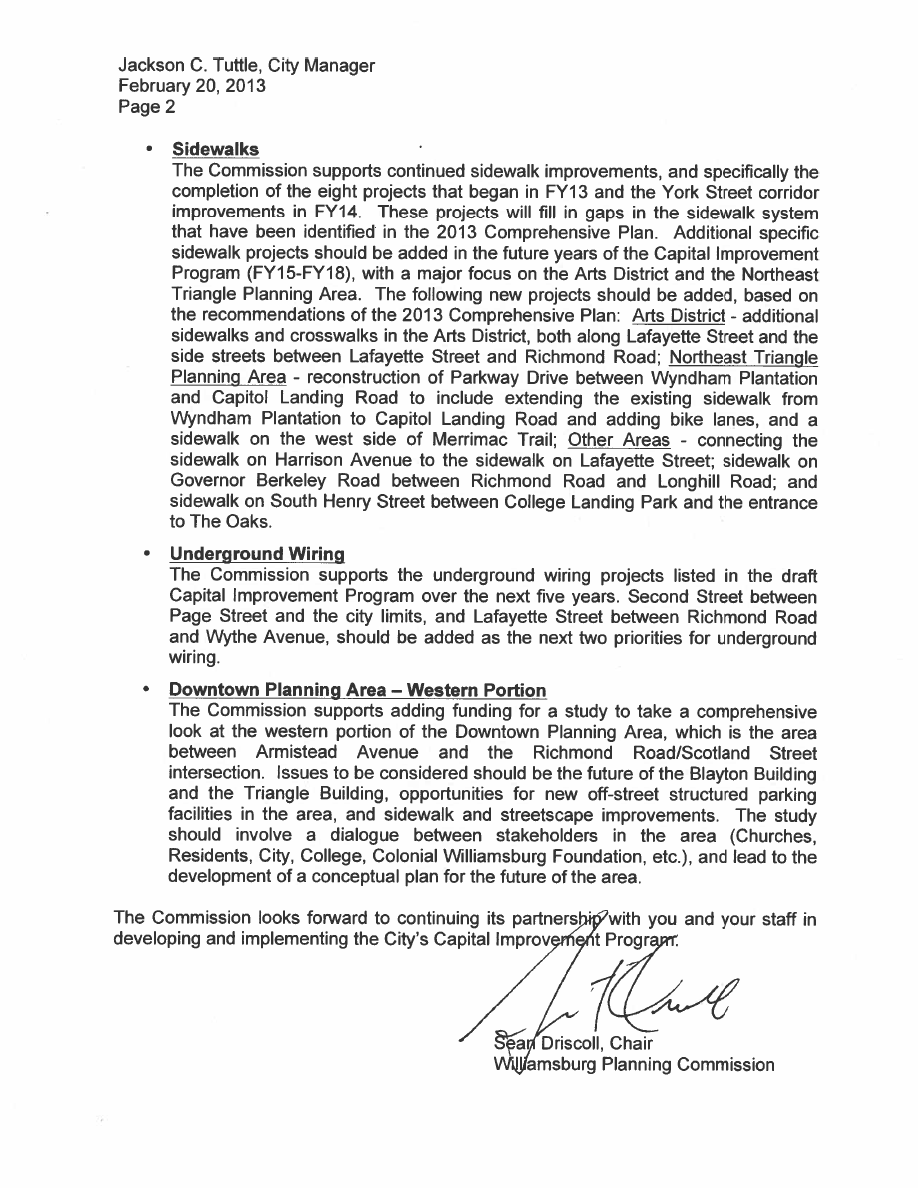 Jackson C. Tuttle, City Manager
February 20, 2013
Page 2
• Sidewalks
The Commission supports continued sidewalk improvements, and specifically the
completion of the eight projects that began in FY13 and the York Street corridor
improvements in FY14. These projects will fill in gaps in the sidewalk system
that have been identified in the 2013 Comprehensive Plan. Additional specific
sidewalk projects should be added in the future years of the Capital Improvement
Program (FY15-FY18), with a major focus on the Arts District and the Northeast
Triangle Planning Area. The following new projects should be added, based on
the recommendations of the 2013 Comprehensive Plan: Arts District - additional
sidewalks and crosswalks in the Arts District, both along Lafayette Street and the
side streets between Lafayette Street and Richmond Road; Northeast Triangle
Planning Area - reconstruction of Parkway Drive between Wyndham Plantation
and Capitol Landing Road to include extending the existing sidewalk from
Wyndham Plantation to Capitol Landing Road and adding bike lanes, and a
sidewalk on the west side of Merrimac Trail; Other Areas - connecting the
sidewalk on Harrison Avenue to the sidewalk on Lafayette Street; sidewalk on
Governor Berkeley Road between Richmond Road and Longhill Road; and
sidewalk on South Henry Street between College Landing Park and the entrance
to The Oaks.
• Underground Wiring
The Commission supports the underground wiring projects listed in the draft
Capital Improvement Program over the next five years. Second Street between
Page Street and the city limits, and Lafayette Street between Richmond Road
and Wythe Avenue, should be added as the next two priorities for underground
wiring.
• Downtown Planning Area – Western Portion
The Commission supports adding funding for a study to take a comprehensive
look at the western portion of the Downtown Planning Area, which is the area
between Armistead Avenue and the Richmond Road/Scotland Street
intersection. Issues to be considered should be the future of the Blayton Building
and the Triangle Building, opportunities for new off-street structured parking
facilities in the area, and sidewalk and streetscape improvements. The study
should involve a dialogue between stakeholders in the area (Churches,
Residents, City, College, Colonial Williamsburg Foundation, etc.), and lead to the
development of a conceptual plan for the future of the area.
The Commission looks forward to continuing its partnership with you and your staff in
developing and implementing the City's Capital Improvement Program.
Sean Driscoll, Chair
Williamsburg Planning Commission